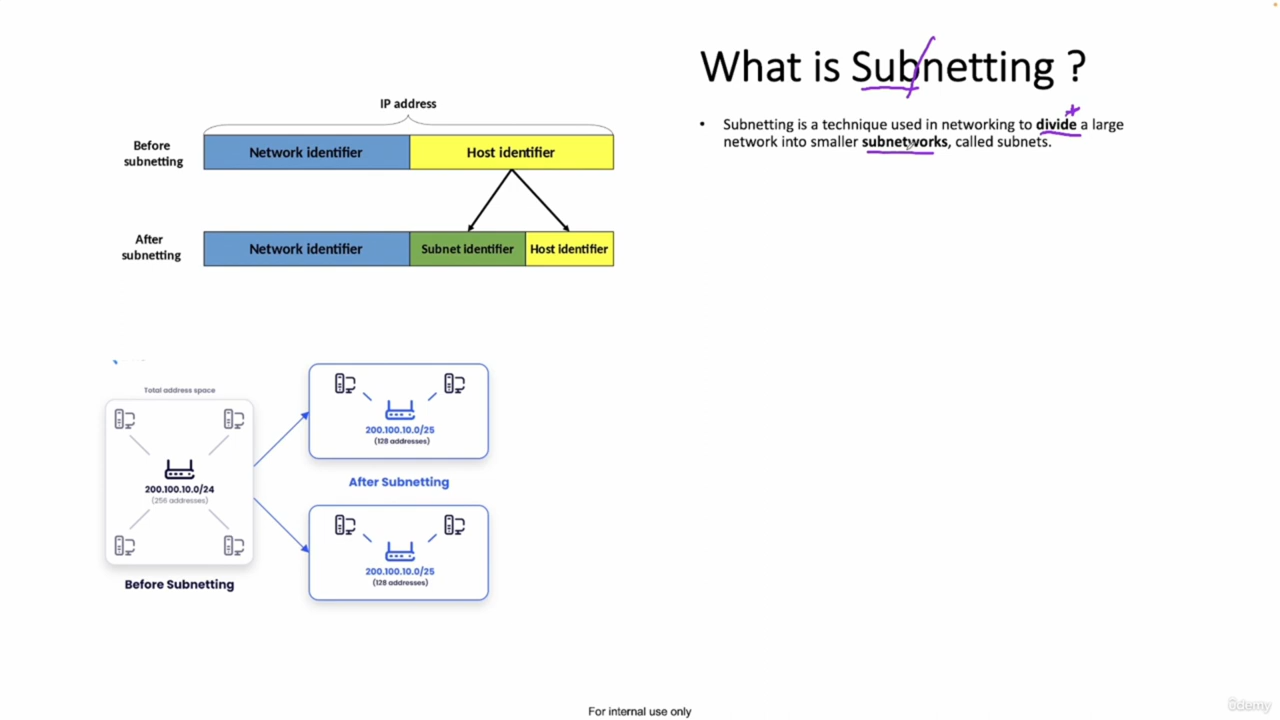 What is Subnetting ?
• Subnetting is a technique used in networking to divide a large
network into smaller subnetworks, called subnets.
IP address
Before
subnetting
Network identifier
Host identifier
After
subnetting
Network identifier
Subnet identifier
Host identifier
Total address space
200.100.10.0/24
(256 addresses)
Before Subnetting
200.100.10.0/25
(128 addresses)
After Subnetting
200.100.10.0/25
(128 addresses)
For internal use only
ûdemy